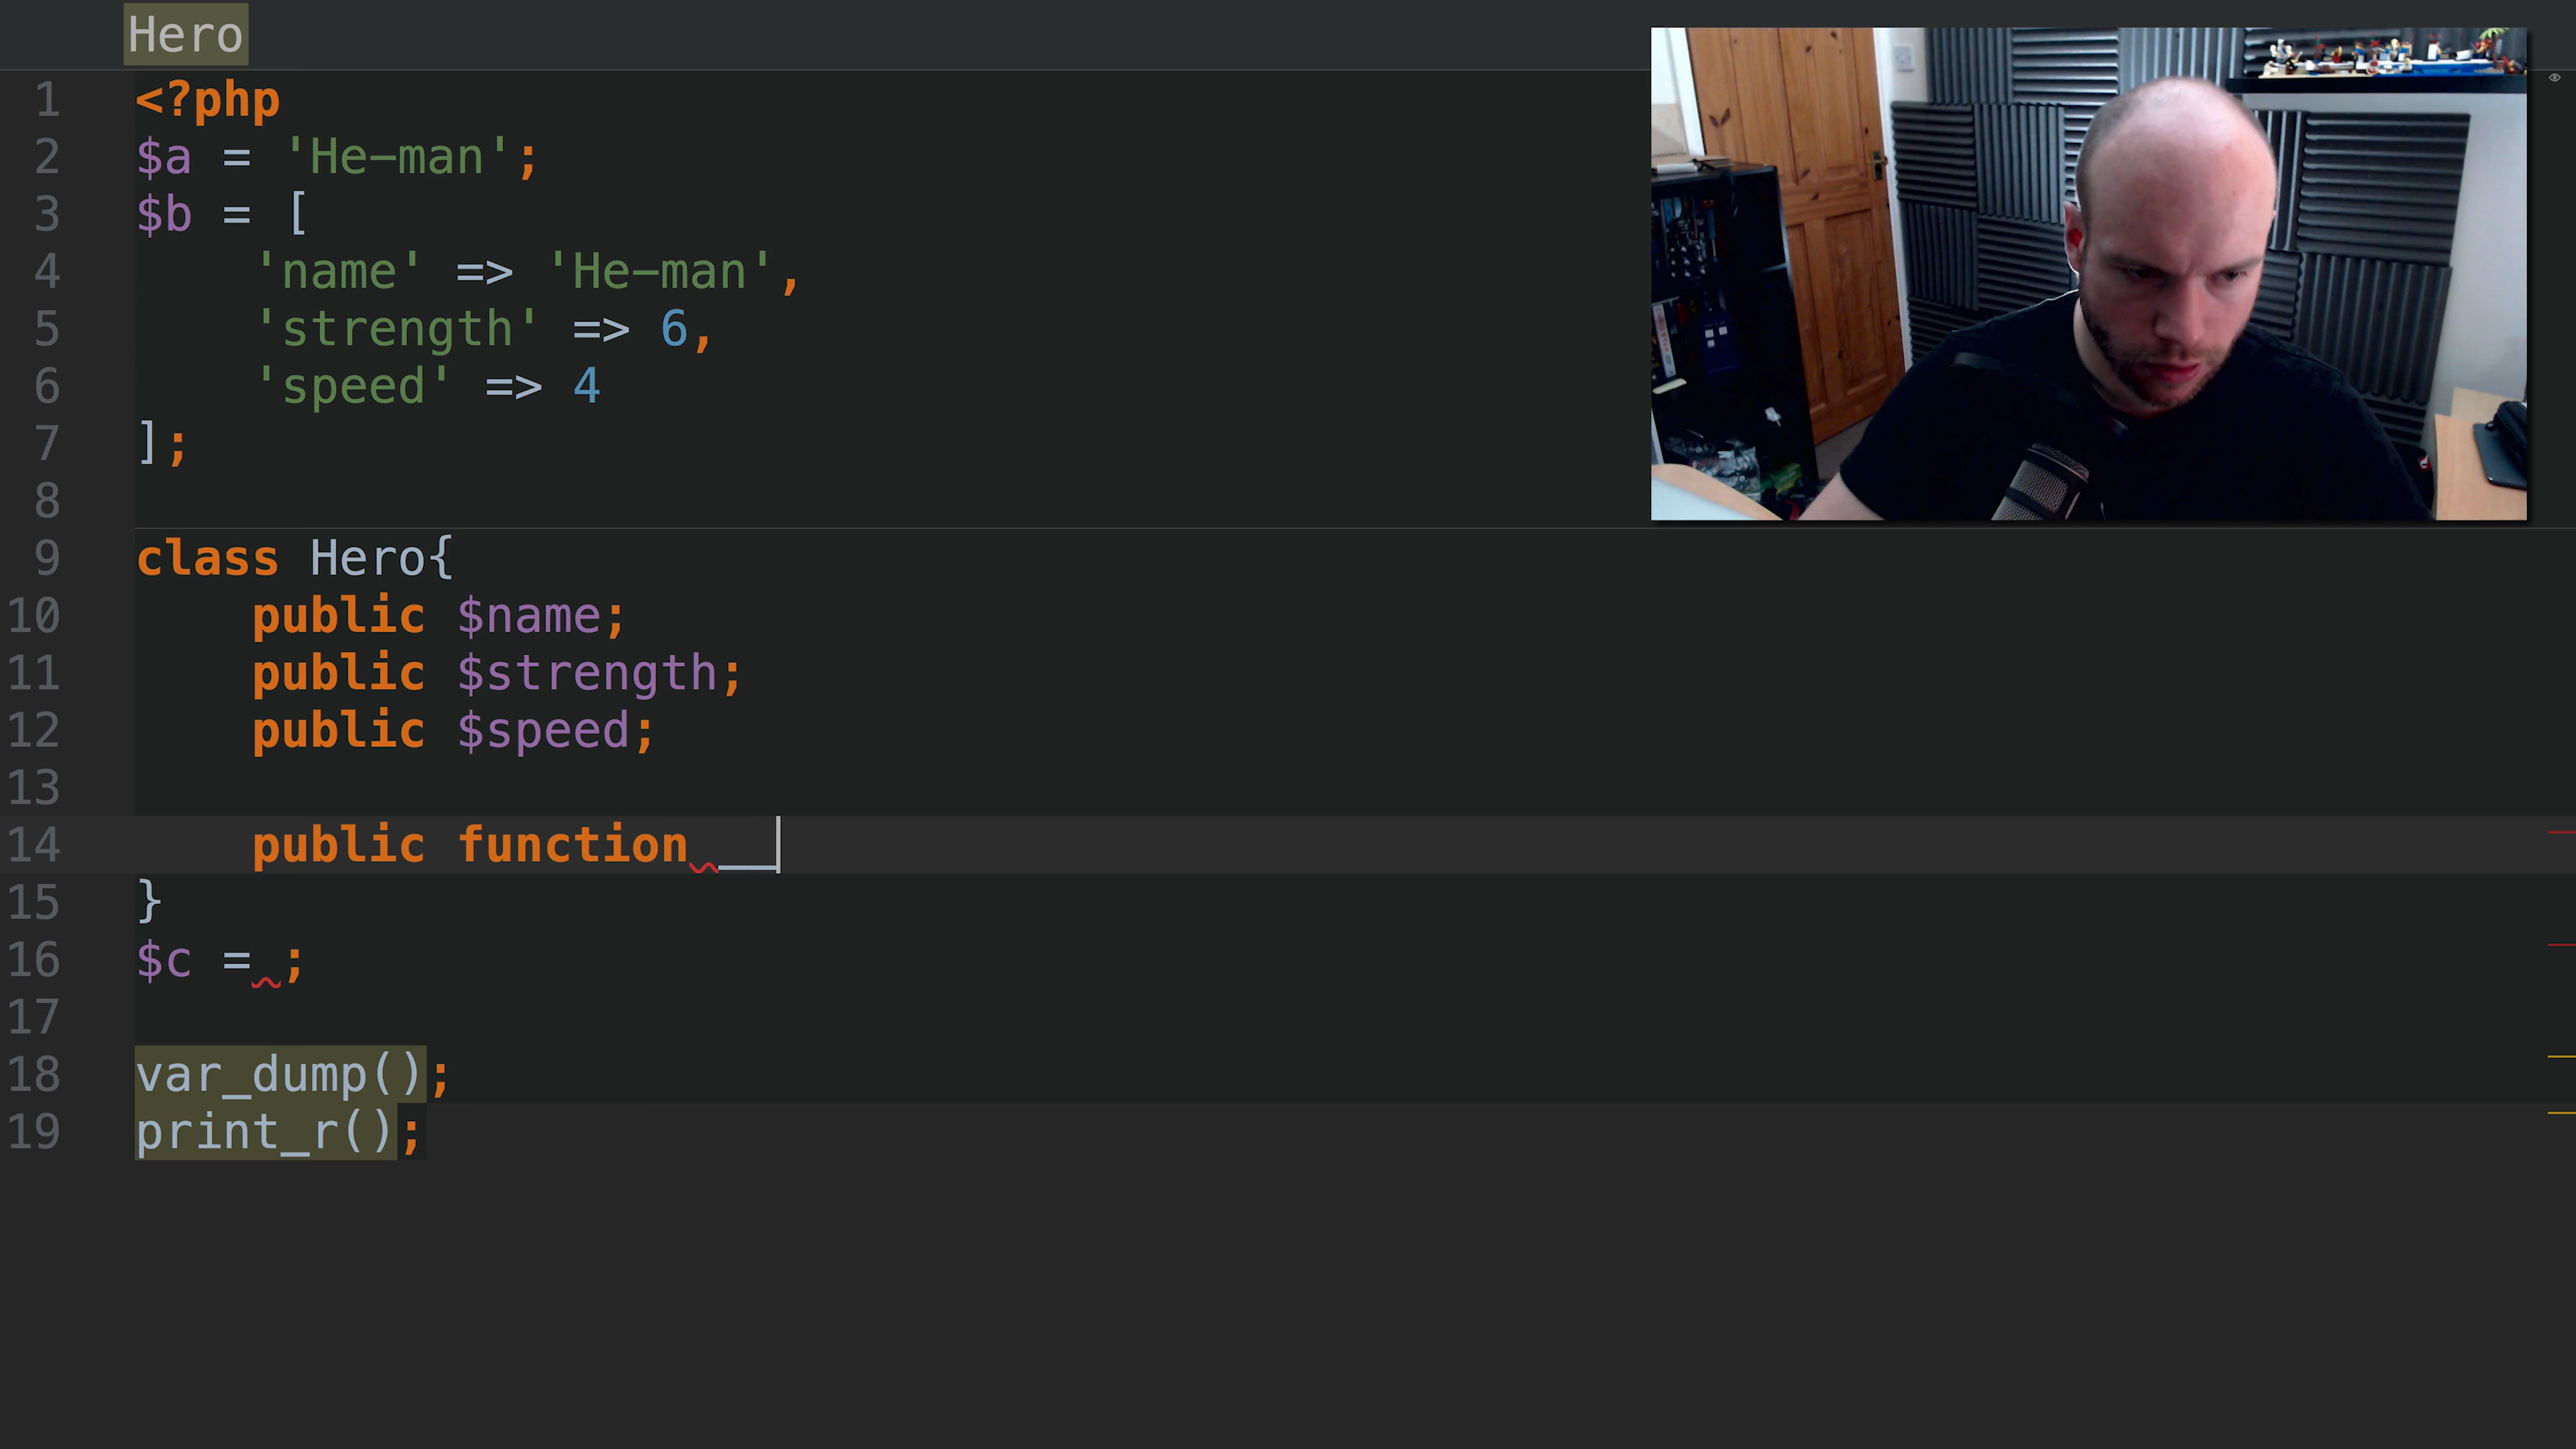 Hero
1 <?php
2 $a = 'He-man';
3 $b = [
4     'name' => 'He-man',
5     'strength' => 6,
6     'speed' => 4
7 ];
8
9 class Hero{
10     public $name;
11     public $strength;
12     public $speed;
13
14     public function __
15 }
16 $c = ;
17
18 var_dump();
19 print_r();